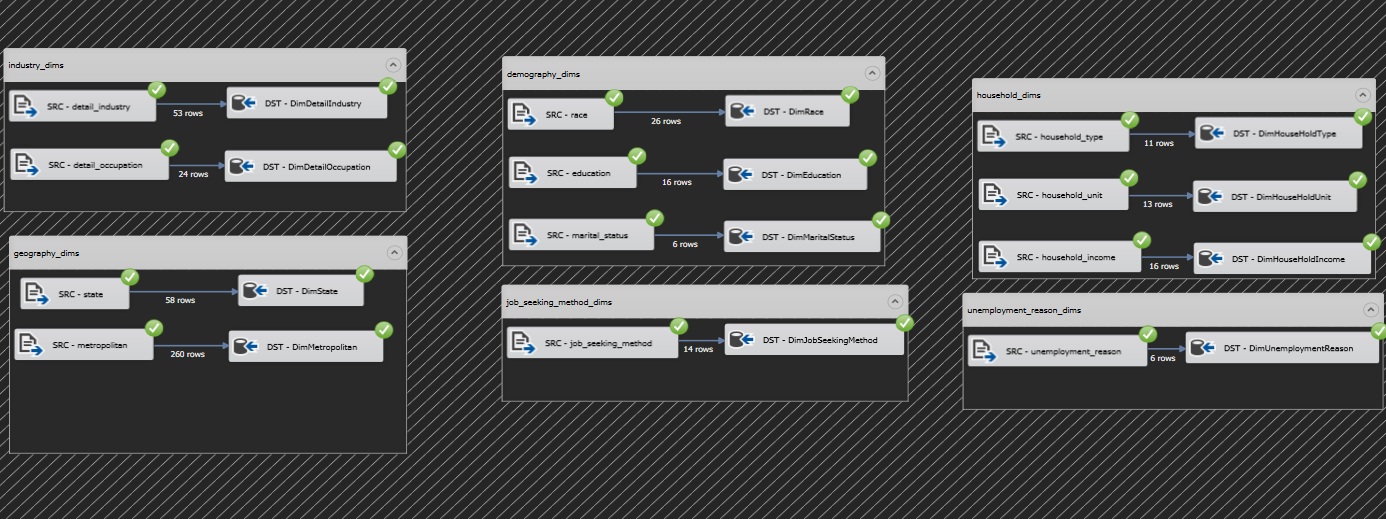 industry_dims
SRC - detail_industry
53 rows
DST - DimDetailIndustry
SRC - detail_occupation
24 rows
DST - DimDetailOccupation
geography_dims
SRC - state
58 rows
DST - DimState
SRC - metropolitan
260 rows
DST - DimMetropolitan
demography_dims
SRC - race
26 rows
DST - DimRace
SRC - education
16 rows
DST - DimEducation
SRC - marital_status
6 rows
DST - DimMaritalStatus
job_seeking_method_dims
SRC - job_seeking_method
14 rows
DST - DimJobSeekingMethod
household_dims
SRC - household_type
11 rows
DST - DimHouseHoldType
SRC - household_unit
13 rows
DST - DimHouseHoldUnit
SRC - household_income
16 rows
DST - DimHouseHoldIncome
unemployment_reason_dims
SRC - unemployment_reason
6 rows
DST - DimUnemploymentReason